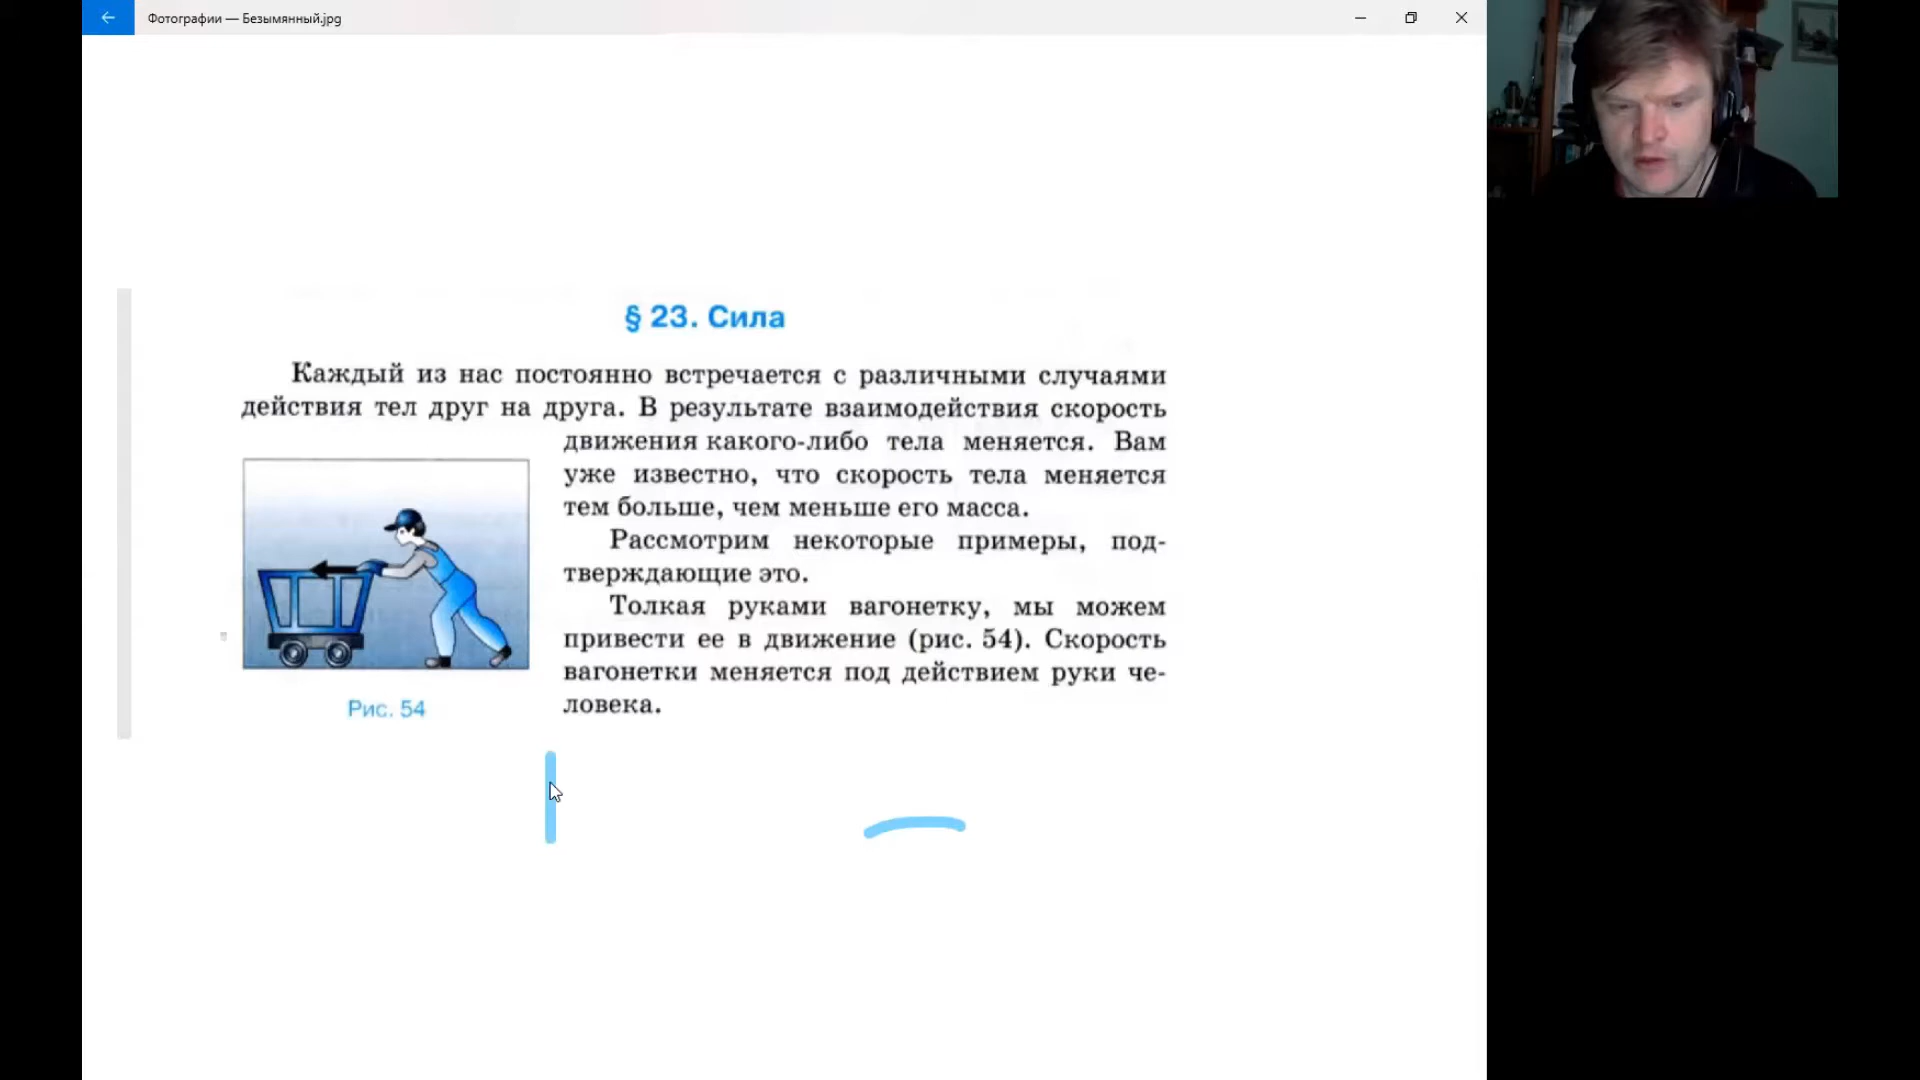 Фотографии — Безымянный.jpg
§ 23. Сила
Каждый из нас постоянно встречается с различными случаями
действия тел друг на друга. В результате взаимодействия скорость
движения какого-либо тела меняется. Вам
уже известно, что скорость тела меняется
тем больше, чем меньше его масса.
Рассмотрим некоторые примеры, под-
тверждающие это.
Толкая руками вагонетку, мы можем
привести ее в движение (рис. 54). Скорость
вагонетки меняется под действием руки че-
ловека.
Рис. 54